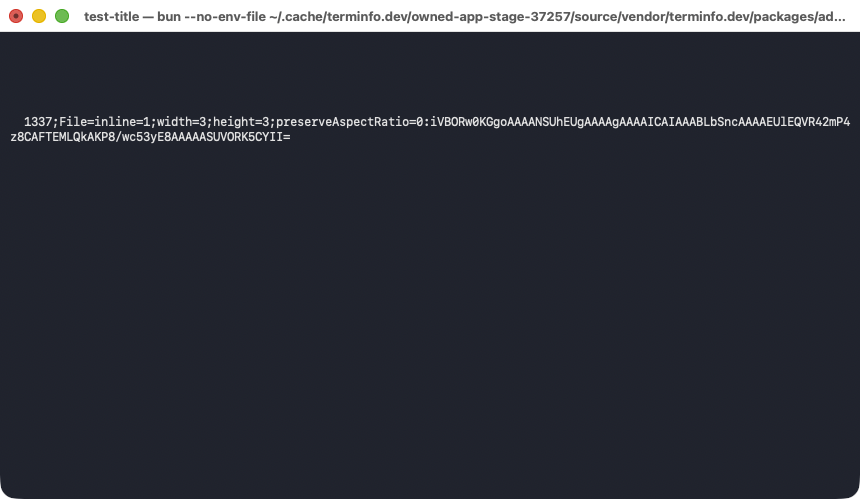 test-title — bun --no-env-file ~/.cache/terminfo.dev/owned-app-stage-37257/source/vendor/terminfo.dev/packages/ad...
1337;File=inline=1;width=3;height=3;preserveAspectRatio=0:iVBORw0KGgoAAAANSUhEUgAAAAgAAAAICAIAAABLbSncAAAAEUlEQVR42mP4
z8CAFTEMLQkAKP8/wc53yE8AAAAASUVORK5CYII=